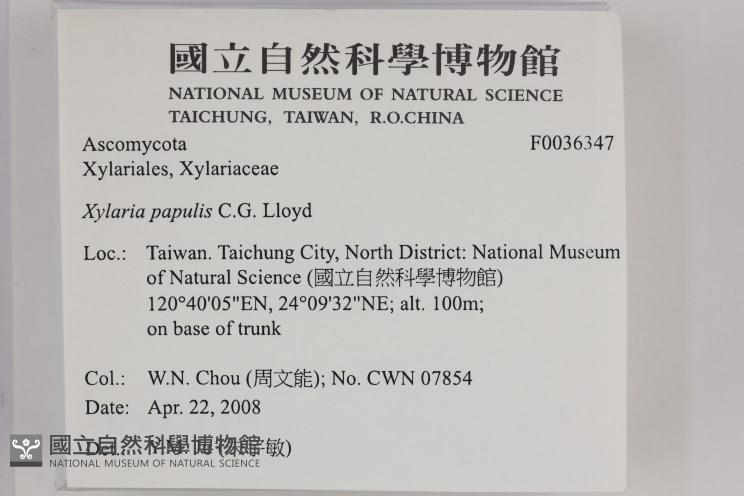 國立自然科學博物館
NATIONAL MUSEUM OF NATURAL SCIENCE
TAICHUNG, TAIWAN, R.O.CHINA
Ascomycota F0036347
Xylariales, Xylariaceae
Xylaria papulis C.G. Lloyd
Loc.: Taiwan. Taichung City, North District: National Museum
of Natural Science (國立自然科學博物館)
120°40'05"EN, 24°09'32"NE; alt. 100m;
on base of trunk
Col.: W.N. Chou (周文能); No. CWN 07854
Date: Apr. 22, 2008
Det.: 宇敏)
國立自然科學博物館
NATIONAL MUSEUM OF NATURAL SCIENCE